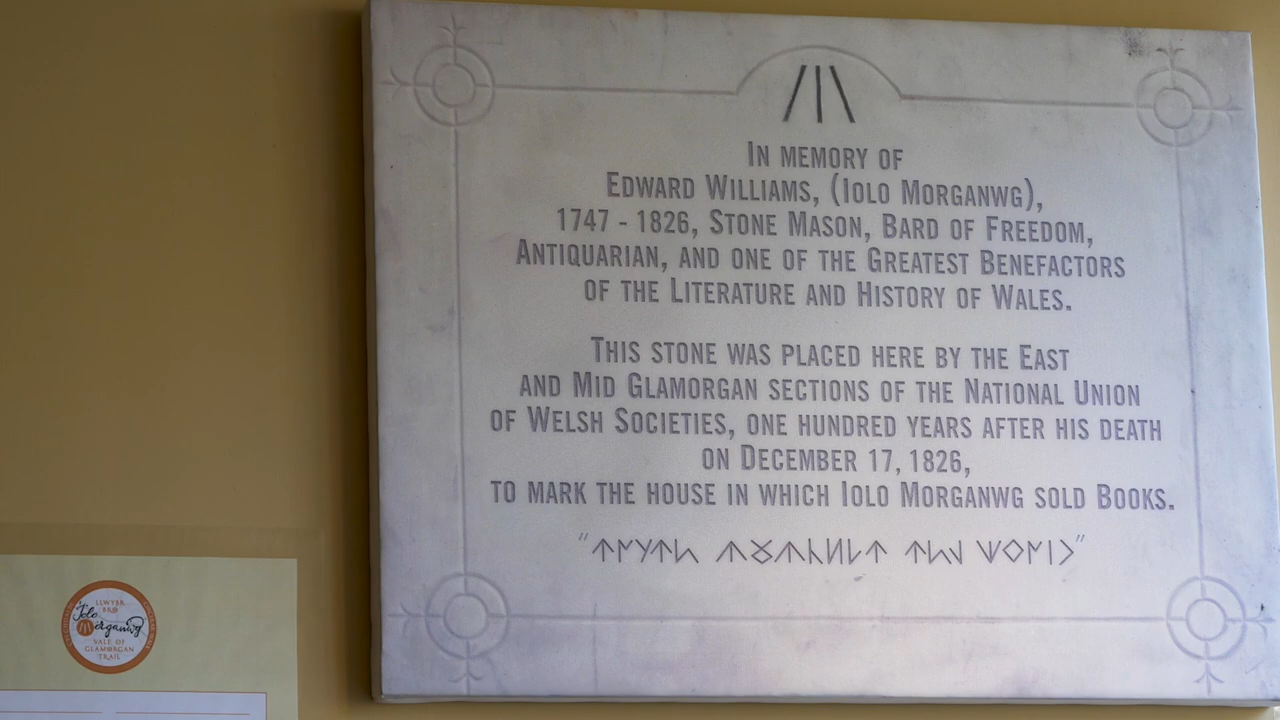 IN MEMORY OF
EDWARD WILLIAMS, (IOLO MORGANWG),
1747 - 1826, STONE MASON, BARD OF FREEDOM,
ANTIQUARIAN, AND ONE OF THE GREATEST BENEFACTORS
OF THE LITERATURE AND HISTORY OF WALES.
THIS STONE WAS PLACED HERE BY THE EAST
AND MID GLAMORGAN SECTIONS OF THE NATIONAL UNION
OF WELSH SOCIETIES, ONE HUNDRED YEARS AFTER HIS DEATH
ON DECEMBER 17, 1826,
TO MARK THE HOUSE IN WHICH IOLO MORGANWG SOLD BOOKS.
LLWYBR
BRO
Iolo
Morganwg
VALE OF
GLAMORGAN
TRAIL